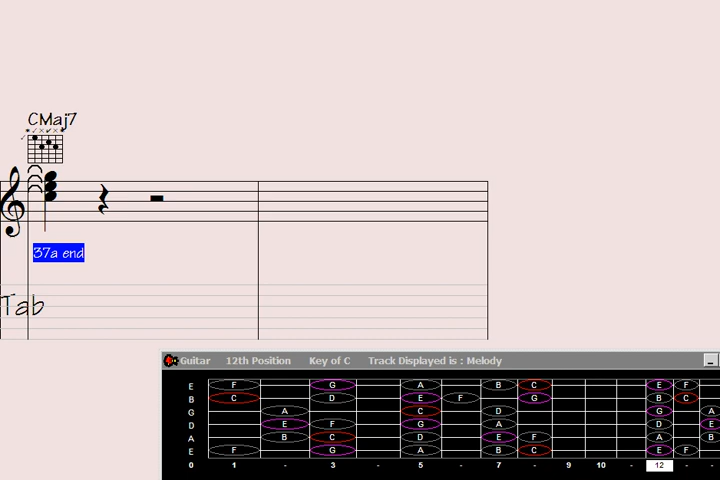 CMaj7
37a end
Tab
Guitar 12th Position Key of C Track Displayed is : Melody
E F G A B C E F
B C D E F G B C
G A C D G A
D E F G A D E
A B C D E F A B
E F G A B C E F
0 1 - 3 - 5 - 7 - 9 10 - 12 - -